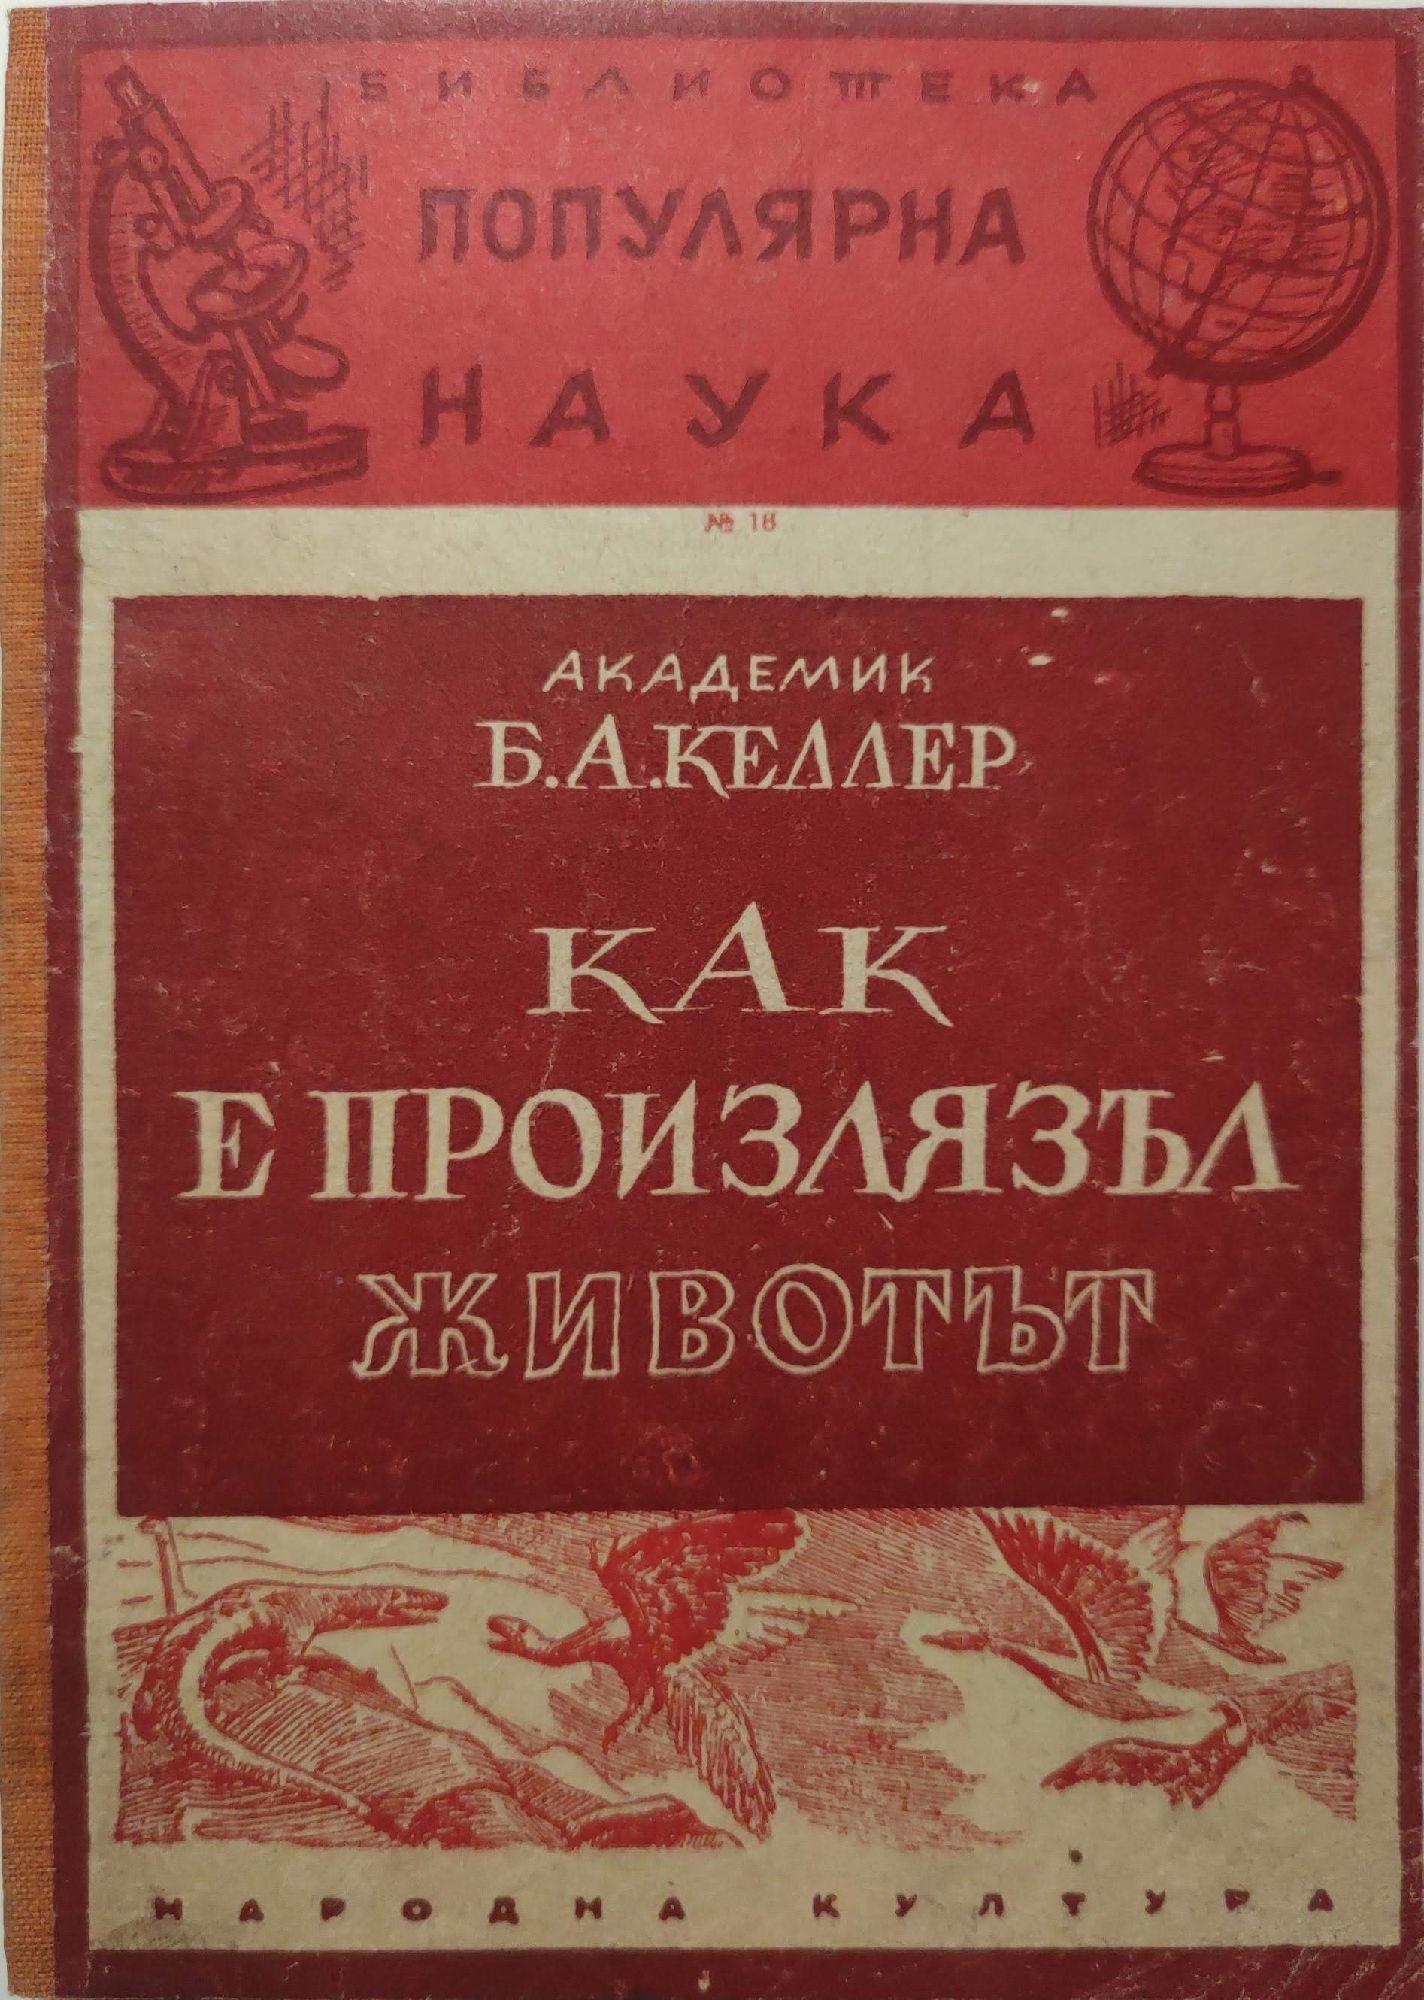 БИБЛИОТЕКА
ПОПУЛЯРНА
НАУКА
№ 18
АКАДЕМИК
Б.А.КЕЛЛЕР
КАК
Е ПРОИЗЛЯЗЪЛ
ЖИВОТЪТ
НАРОДНА КУЛТУРА